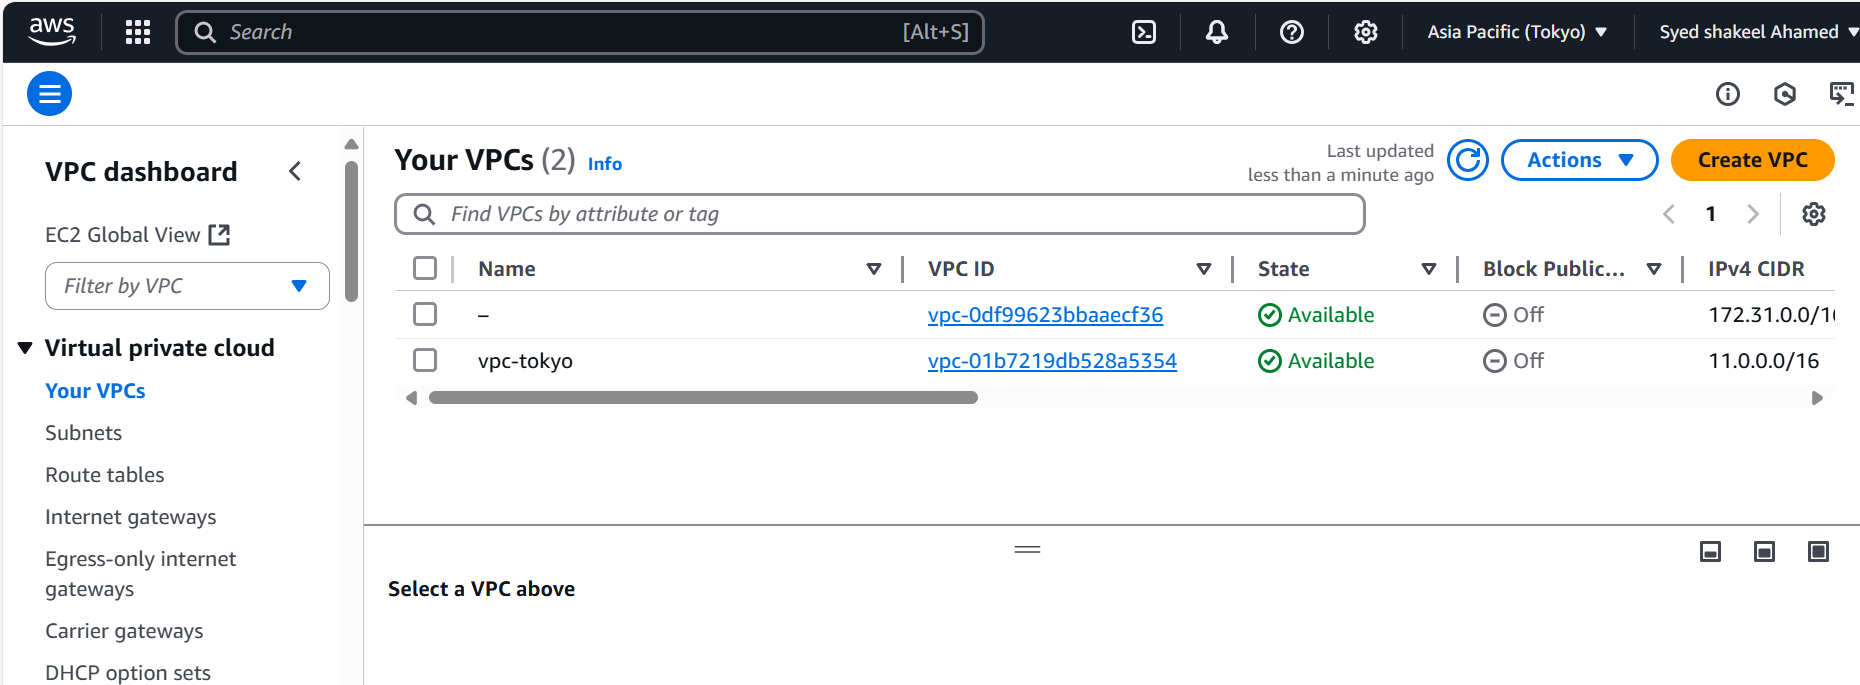 aws
Search [Alt+S]
Asia Pacific (Tokyo)
Syed shakeel Ahamed
VPC dashboard
EC2 Global View
Filter by VPC
Virtual private cloud
Your VPCs
Subnets
Route tables
Internet gateways
Egress-only internet
gateways
Carrier gateways
DHCP option sets
Your VPCs (2) Info
Last updated
less than a minute ago
Actions
Create VPC
Find VPCs by attribute or tag
1
Name VPC ID State Block Public... IPv4 CIDR
– vpc-0df99623bbaaecf36 Available Off 172.31.0.0/1
vpc-tokyo vpc-01b7219db528a5354 Available Off 11.0.0.0/16
Select a VPC above